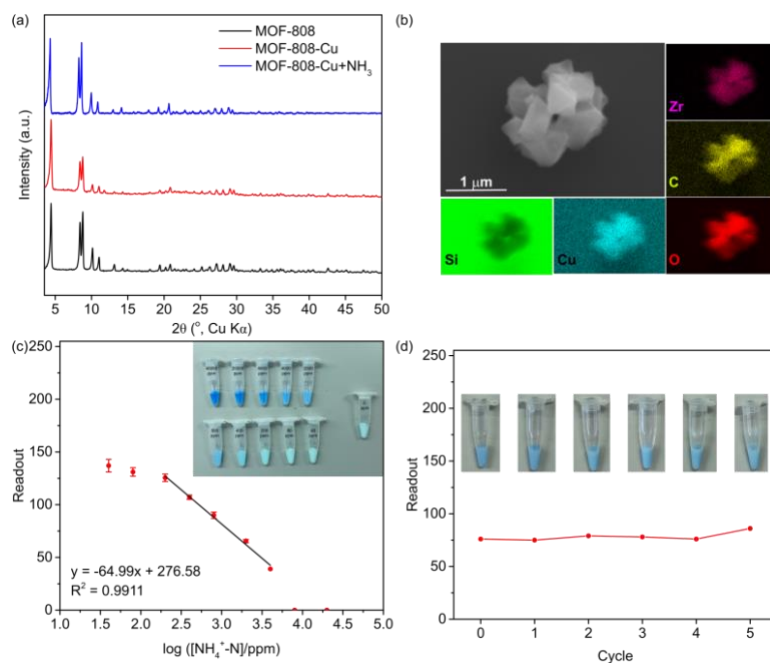 (a)
MOF-808
MOF-808-Cu
MOF-808-Cu+NH₃
Intensity (a.u.)
5 10 15 20 25 30 35 40 45 50
2θ (°, Cu Kα)
(b)
1 μm
Zr
C
Si
Cu
O
(c)
250
200
150
100
50
0
Readout
y = -64.99x + 276.58
R² = 0.9911
1.0 1.5 2.0 2.5 3.0 3.5 4.0 4.5 5.0
log ([NH₄⁺-N]/ppm)
(d)
250
200
150
100
50
0
Readout
0 1 2 3 4 5
Cycle